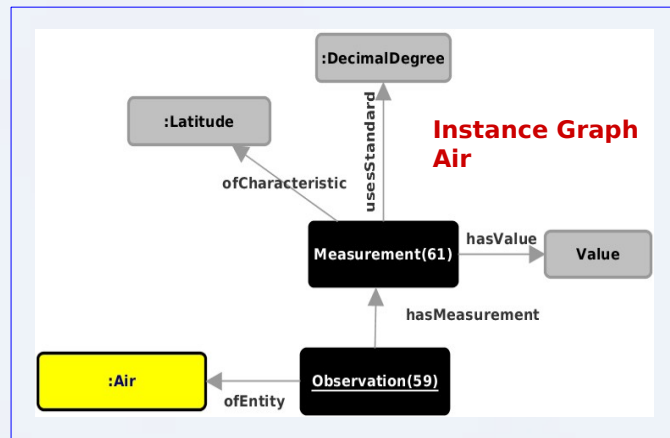 :DecimalDegree
:Latitude
usesStandard
Instance Graph
Air
ofCharacteristic
Measurement(61)
hasValue
Value
hasMeasurement
:Air
ofEntity
Observation(59)